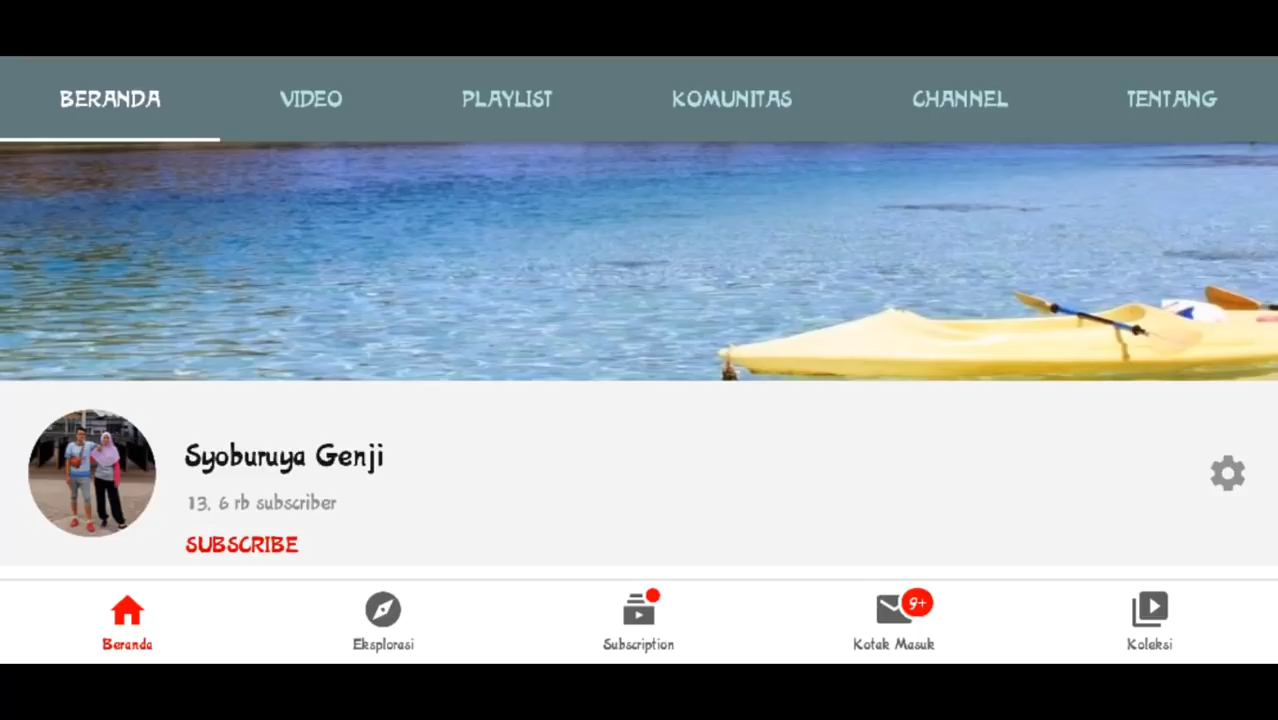 BERANDA VIDEO PLAYLIST KOMUNITAS CHANNEL TENTANG
Syoburuya Genji
13, 6 rb subscriber
SUBSCRIBE
9+
Beranda Eksplorasi Subscription Kotak Masuk Koleksi